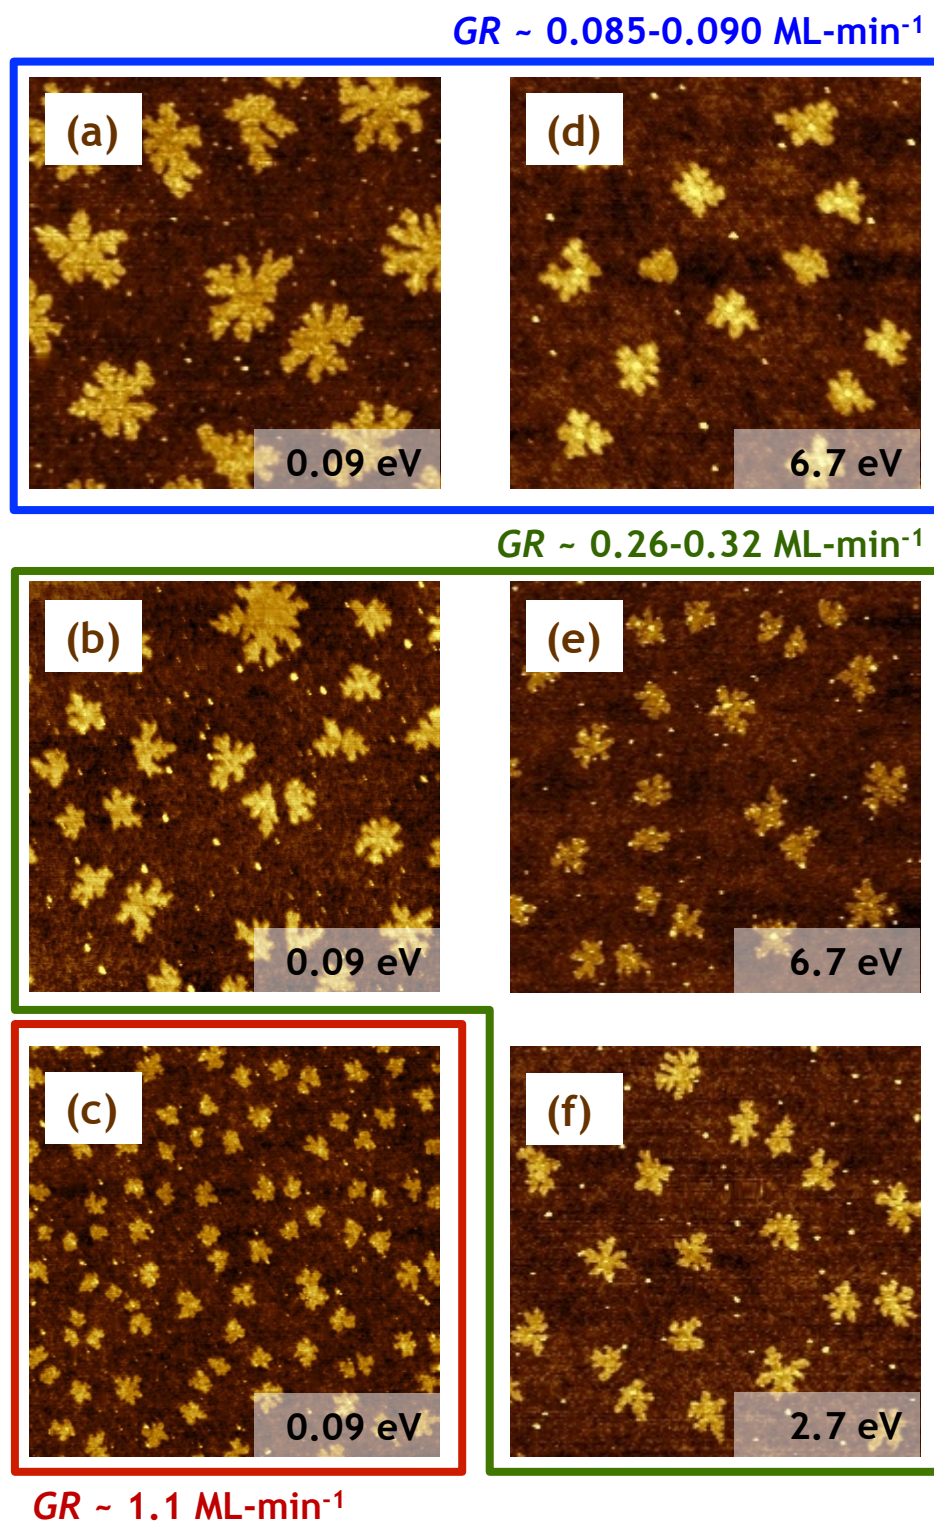 GR ~ 0.085-0.090 ML-min⁻¹
(a)
(d)
0.09 eV
6.7 eV
GR ~ 0.26-0.32 ML-min⁻¹
(b)
(e)
0.09 eV
6.7 eV
(c)
(f)
0.09 eV
2.7 eV
GR ~ 1.1 ML-min⁻¹